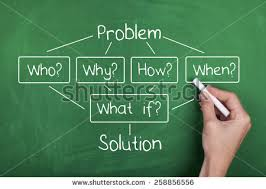 Problem
Who? Why? How? When?
What if?
Solution
shutterstock
www.shutterstock.com · 258856556